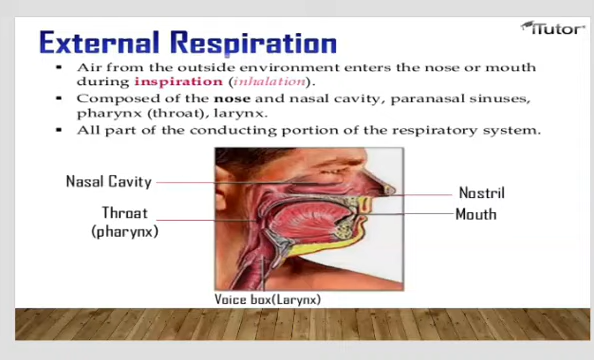 iTutor
External Respiration
▪ Air from the outside environment enters the nose or mouth
during inspiration (inhalation).
▪ Composed of the nose and nasal cavity, paranasal sinuses,
pharynx (throat), larynx.
▪ All part of the conducting portion of the respiratory system.
Nasal Cavity
Nostril
Throat
(pharynx)
Mouth
Voice box(Larynx)